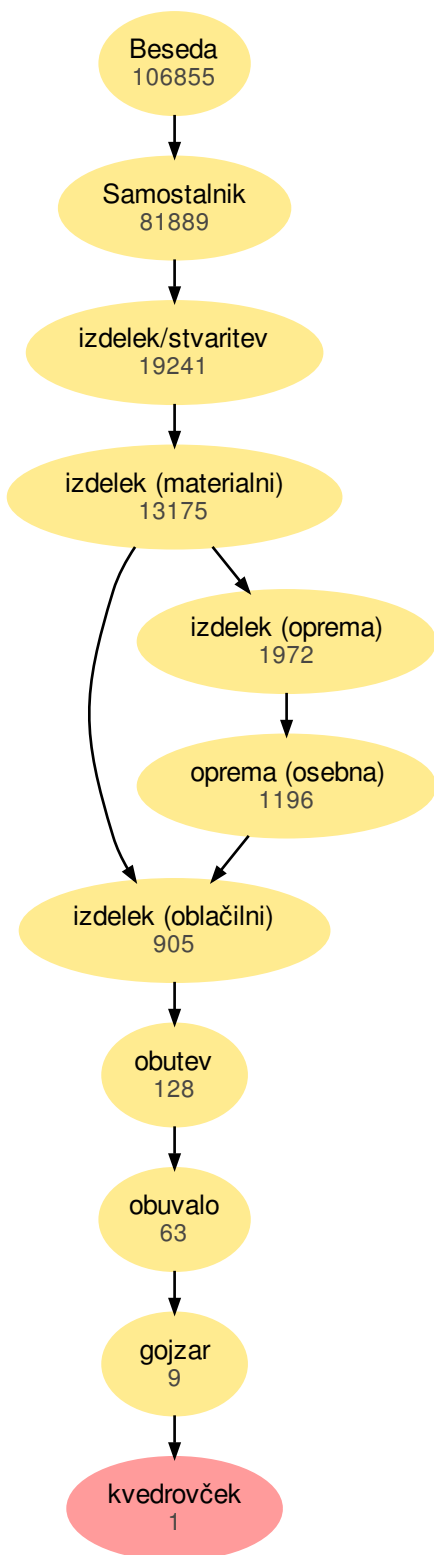 Beseda
106855
Samostalnik
81889
izdelek/stvaritev
19241
izdelek (materialni)
13175
izdelek (oprema)
1972
oprema (osebna)
1196
izdelek (oblačilni)
905
obutev
128
obuvalo
63
gojzar
9
kvedrovček
1